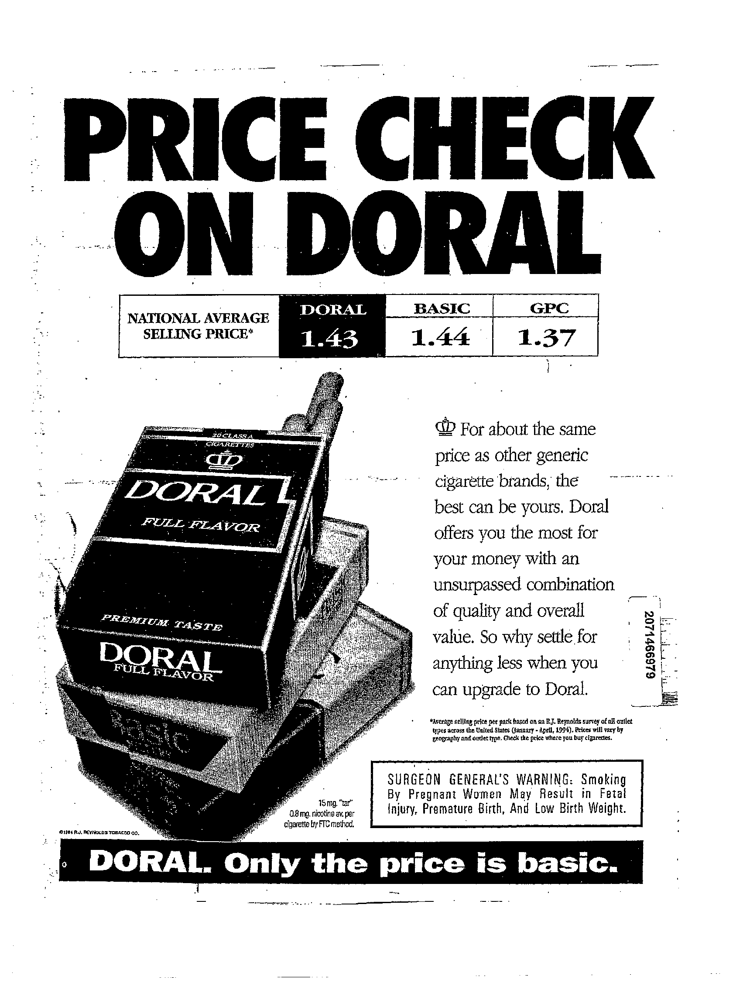 PRICE CHECK
ON DORAL
NATIONAL AVERAGE
SELLING PRICE*
DORAL
BASIC
GPC
1.43
1.44
1.37
20 CLASS A
CIGARETTES
DORAL
FULL FLAVOR
PREMIUM TASTE
DORAL
FULL FLAVOR
Basic
For about the same
price as other generic
cigarette brands, the
best can be yours. Doral
offers you the most for
your money with an
unsurpassed combination
of quality and overall
value. So why settle for
anything less when you
can upgrade to Doral.
2071466979
*Average selling price per pack based on an R.J. Reynolds survey of all outlet
types across the United States (January - April, 1994). Prices will vary by
geography and outlet type. Check the price where you buy cigarettes.
SURGEON GENERAL'S WARNING: Smoking
By Pregnant Women May Result in Fetal
Injury, Premature Birth, And Low Birth Weight.
15 mg. "tar"
0.9 mg. nicotine av. per
cigarette by FTC method.
©1994 R.J. REYNOLDS TOBACCO CO.
DORAL. Only the price is basic.